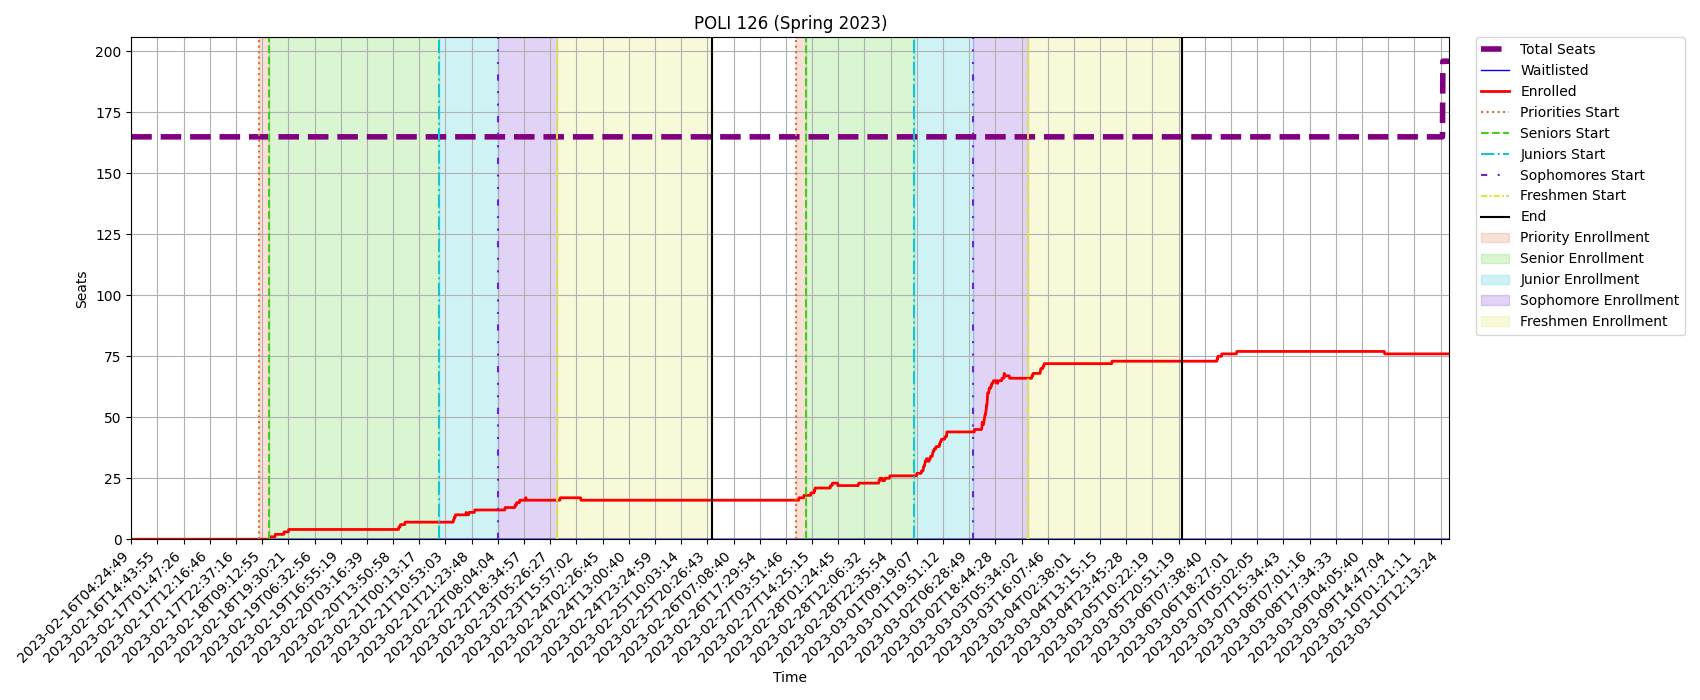 POLI 126 (Spring 2023)
Seats
200
175
150
125
100
75
50
25
0
2023-02-16T04:24:49
2023-02-16T14:43:55
2023-02-17T01:47:26
2023-02-17T12:16:46
2023-02-17T22:37:16
2023-02-18T09:12:55
2023-02-18T19:30:21
2023-02-19T06:32:56
2023-02-19T16:55:19
2023-02-20T03:16:39
2023-02-20T13:50:58
2023-02-21T00:13:17
2023-02-21T10:53:03
2023-02-21T21:23:48
2023-02-22T08:04:04
2023-02-22T18:34:57
2023-02-23T05:26:27
2023-02-23T15:57:02
2023-02-24T02:26:45
2023-02-24T13:00:40
2023-02-24T23:24:59
2023-02-25T10:03:14
2023-02-25T20:26:43
2023-02-26T07:08:40
2023-02-26T17:29:54
2023-02-27T03:51:46
2023-02-27T14:25:15
2023-02-28T01:24:45
2023-02-28T12:06:32
2023-02-28T22:35:54
2023-03-01T09:19:07
2023-03-01T19:51:12
2023-03-02T06:28:49
2023-03-02T18:44:28
2023-03-03T05:34:02
2023-03-03T16:07:46
2023-03-04T02:38:01
2023-03-04T13:15:15
2023-03-04T23:45:28
2023-03-05T10:22:19
2023-03-05T20:51:19
2023-03-06T07:38:40
2023-03-06T18:27:01
2023-03-07T05:02:05
2023-03-07T15:34:43
2023-03-08T07:01:16
2023-03-08T17:34:33
2023-03-09T04:05:40
2023-03-09T14:47:04
2023-03-10T01:21:11
2023-03-10T12:13:24
Time
Total Seats
Waitlisted
Enrolled
Priorities Start
Seniors Start
Juniors Start
Sophomores Start
Freshmen Start
End
Priority Enrollment
Senior Enrollment
Junior Enrollment
Sophomore Enrollment
Freshmen Enrollment